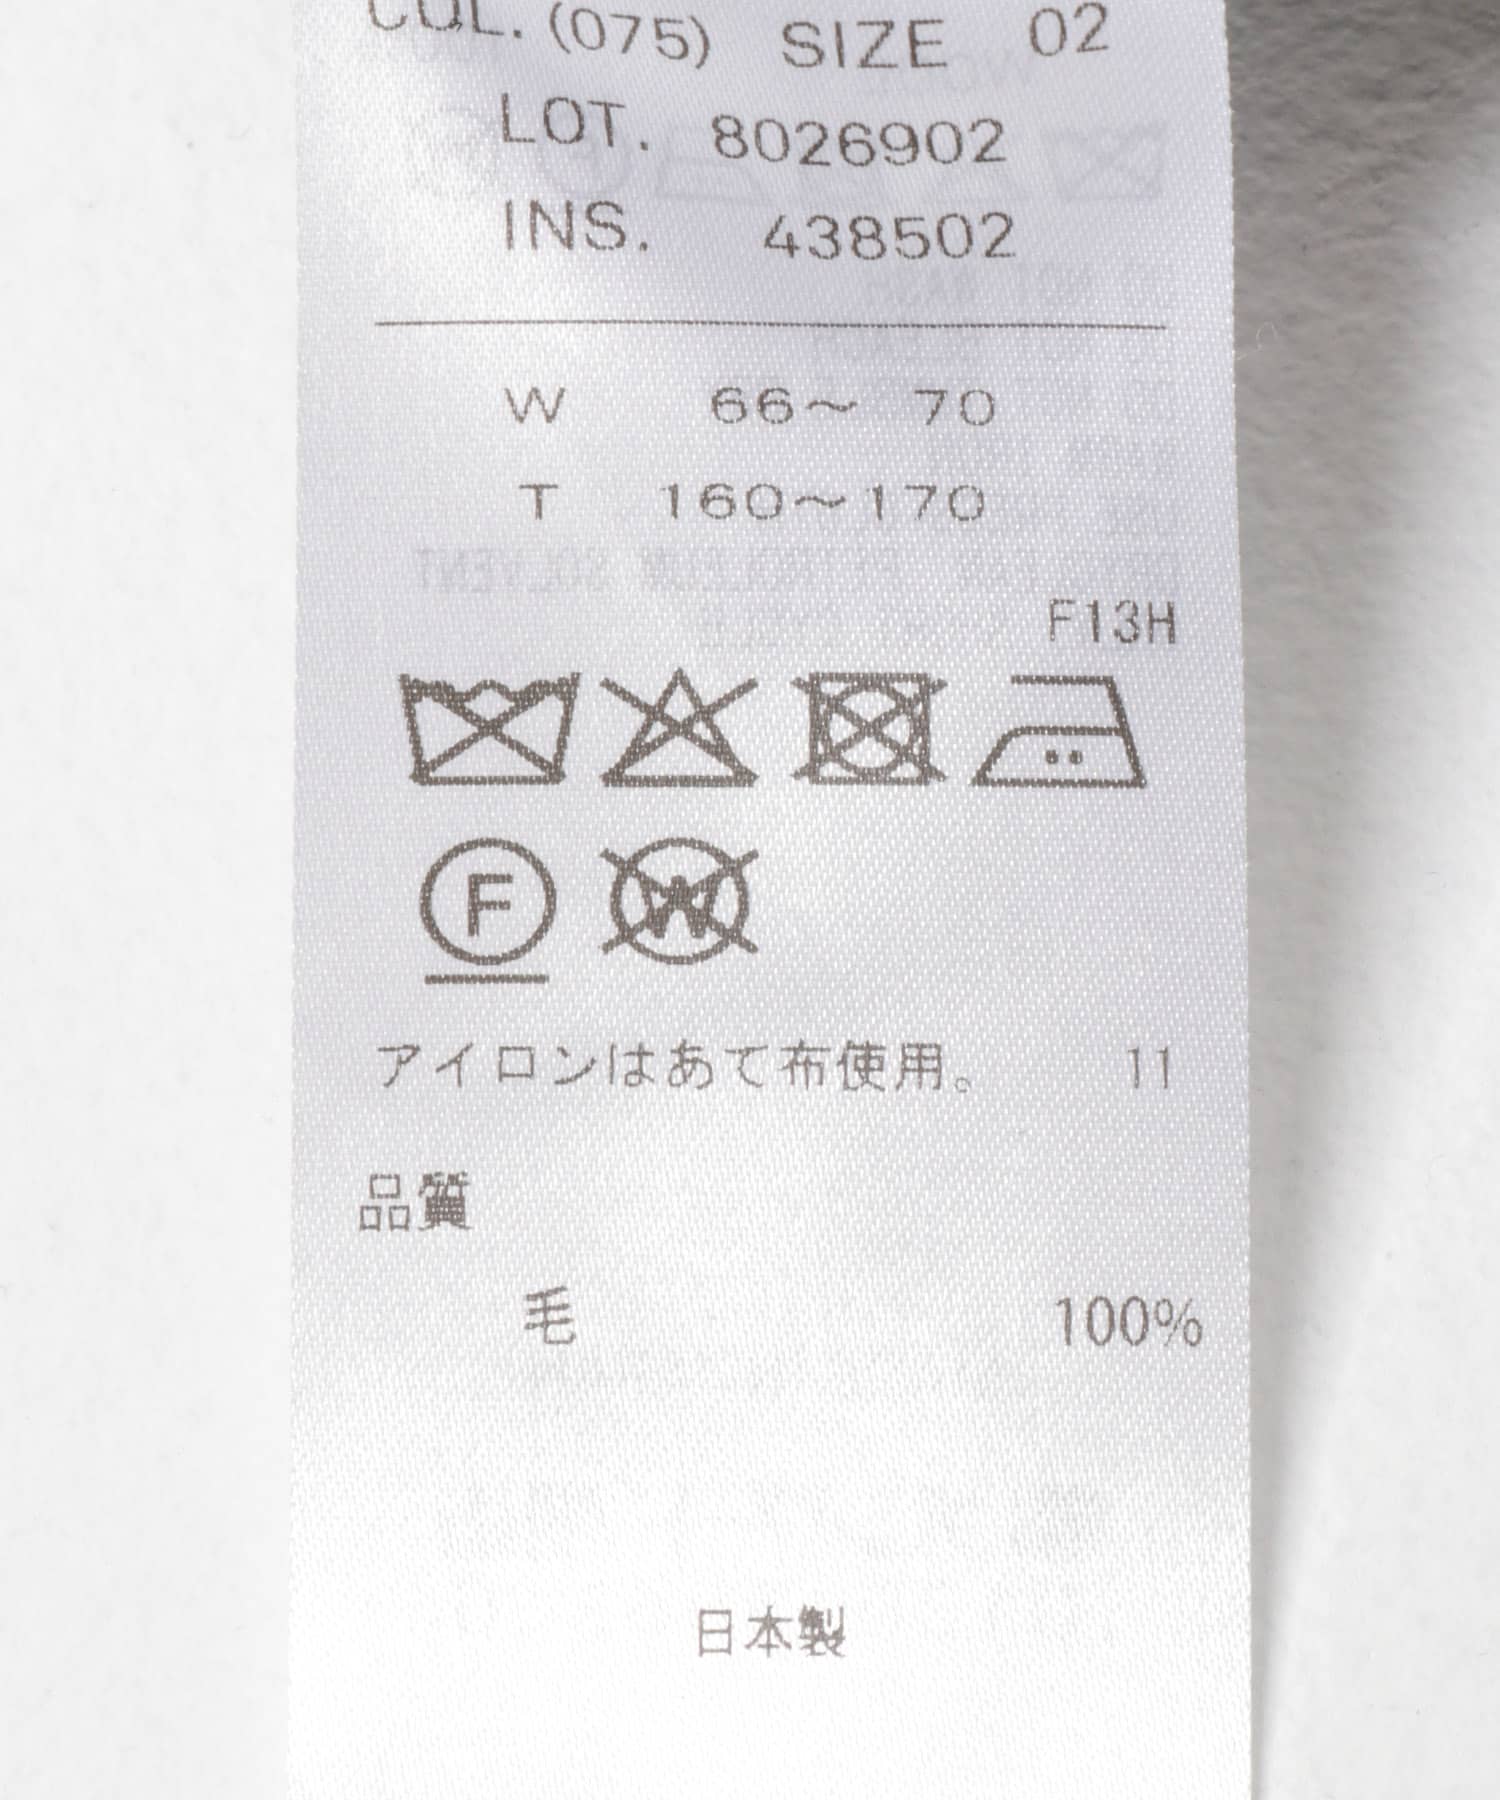 COL. (075) SIZE 02
LOT. 8026902
INS. 438502
W 66～ 70
T 160～170
F13H
F W
アイロンはあて布使用。 11
品質
毛 100%
日本製